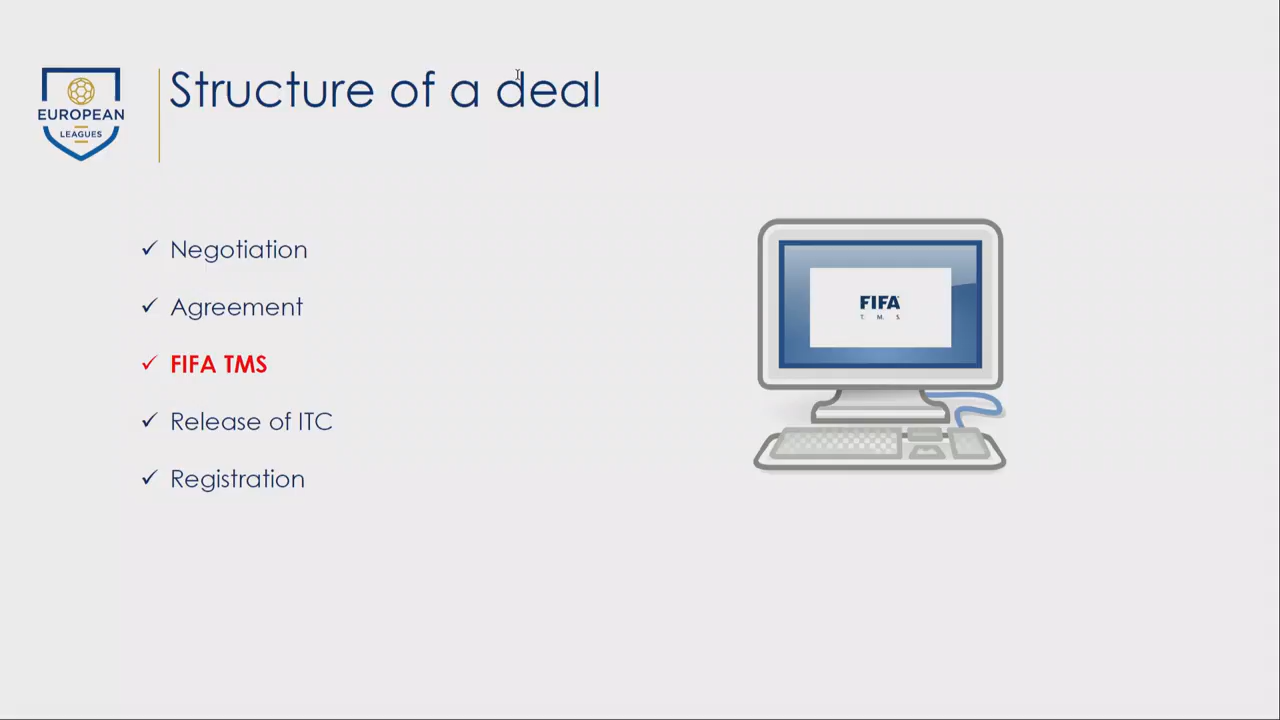 EUROPEAN
LEAGUES
Structure of a deal
✓ Negotiation
✓ Agreement
✓ FIFA TMS
✓ Release of ITC
✓ Registration
FIFA
T. M. S.